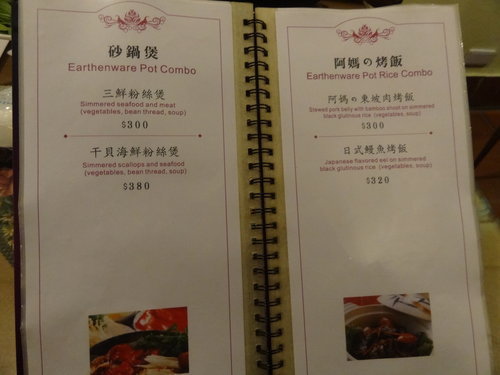 砂鍋煲
Earthenware Pot Combo
三鮮粉絲煲
Simmered seafood and meat
(vegetables, bean thread, soup)
$300
干貝海鮮粉絲煲
Simmered scallops and seafood
(vegetables, bean thread, soup)
$380
阿媽の烤飯
Earthenware Pot Rice Combo
阿媽の東坡肉烤飯
Stewed pork belly with bamboo shoot on simmered
black glutinous rice (vegetables, soup)
$300
日式鰻魚烤飯
Japanese flavored eel on simmered
black glutinous rice (vegetables, soup)
$320